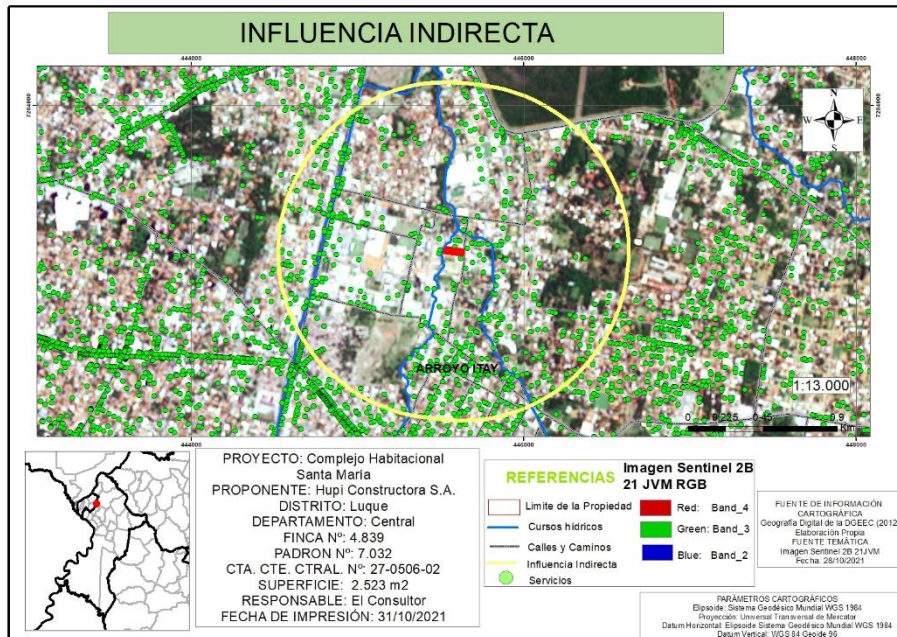 INFLUENCIA INDIRECTA
444000
446000
448000
7204000
7204000
N
W
E
S
ARROYO ITAY
1:13.000
0 0,225 0,45 0,9
Km
444000
446000
448000
PROYECTO: Complejo Habitacional
Santa María
PROPONENTE: Hupi Constructora S.A.
DISTRITO: Luque
DEPARTAMENTO: Central
FINCA Nº: 4.839
PADRON Nº: 7.032
CTA. CTE. CTRAL. Nº: 27-0506-02
SUPERFICIE: 2.523 m2
RESPONSABLE: El Consultor
FECHA DE IMPRESIÓN: 31/10/2021
REFERENCIAS
Limite de la Propiedad
Cursos hídricos
Calles y Caminos
Influencia Indirecta
Servicios
Imagen Sentinel 2B
21 JVM RGB
Red: Band_4
Green: Band_3
Blue: Band_2
FUENTE DE INFORMACIÓN
CARTOGRÁFICA
Geografía Digital de la DGEEC (2012
Elaboración Propia
FUENTE TEMÁTICA
Imagen Sentinel 2B 21JVM
Fecha: 28/10/2021
PARÁMETROS CARTOGRÁFICOS
Elipsoide: Sistema Geodésico Mundial WGS 1984
Proyección: Universal Transversal de Mercator
Datum Horizontal: Elipsoide Sistema Geodésico Mundial WGS 1984
Datum Vertical: WGS 84 Geoide 96